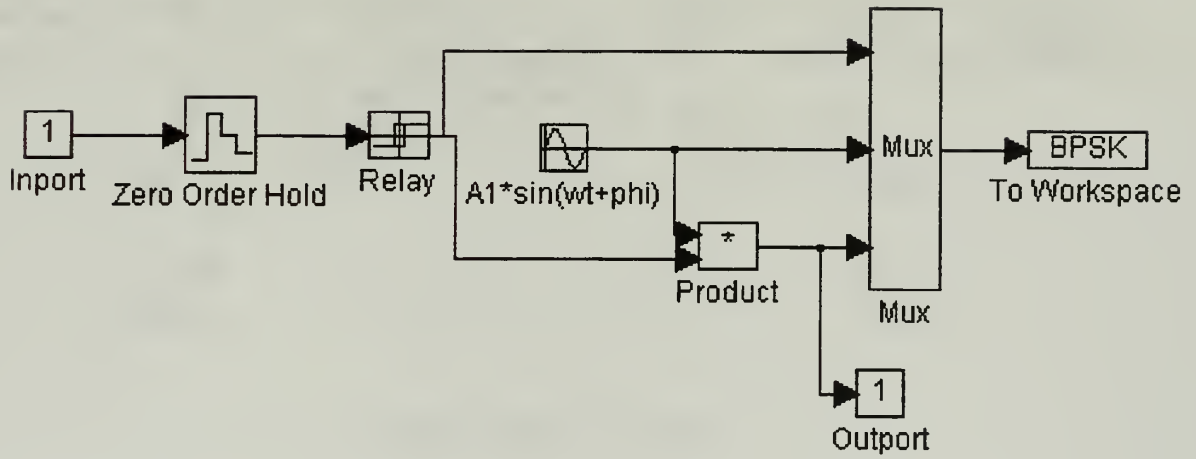 1
Inport
Zero Order Hold
Relay
A1*sin(wt+phi)
*
Product
Mux
Mux
BPSK
To Workspace
1
Outport